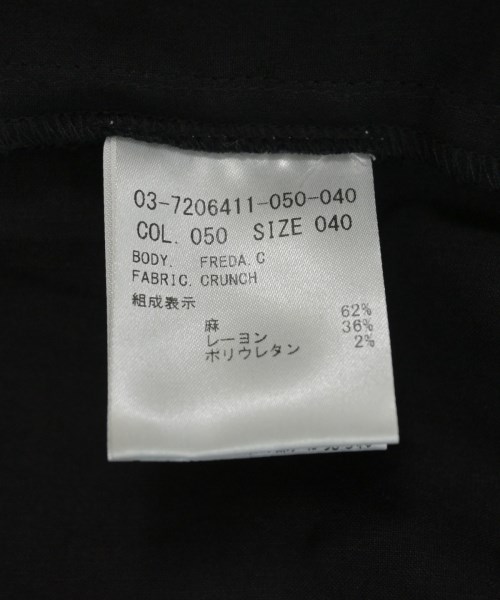 03-7206411-050-040
COL. 050 SIZE 040
BODY. FREDA.C
FABRIC. CRUNCH
組成表示
麻 62%
レーヨン 36%
ポリウレタン 2%